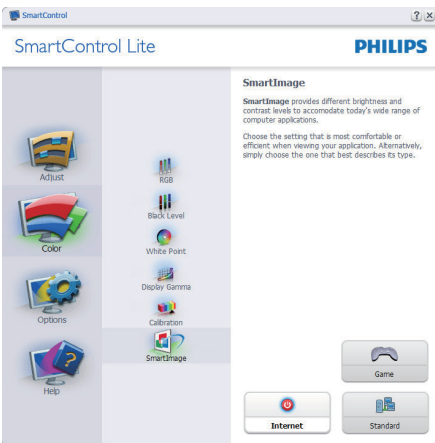 SmartControl
SmartControl Lite
PHILIPS
Adjust
Color
Options
Help
RGB
Black Level
White Point
Display Gamma
Calibration
SmartImage
SmartImage
SmartImage provides different brightness and
contrast levels to accomodate today's wide range of
computer applications.
Choose the setting that is most comfortable or
efficient when viewing your application. Alternatively,
simply choose the one that best describes its type.
Game
Internet
Standard